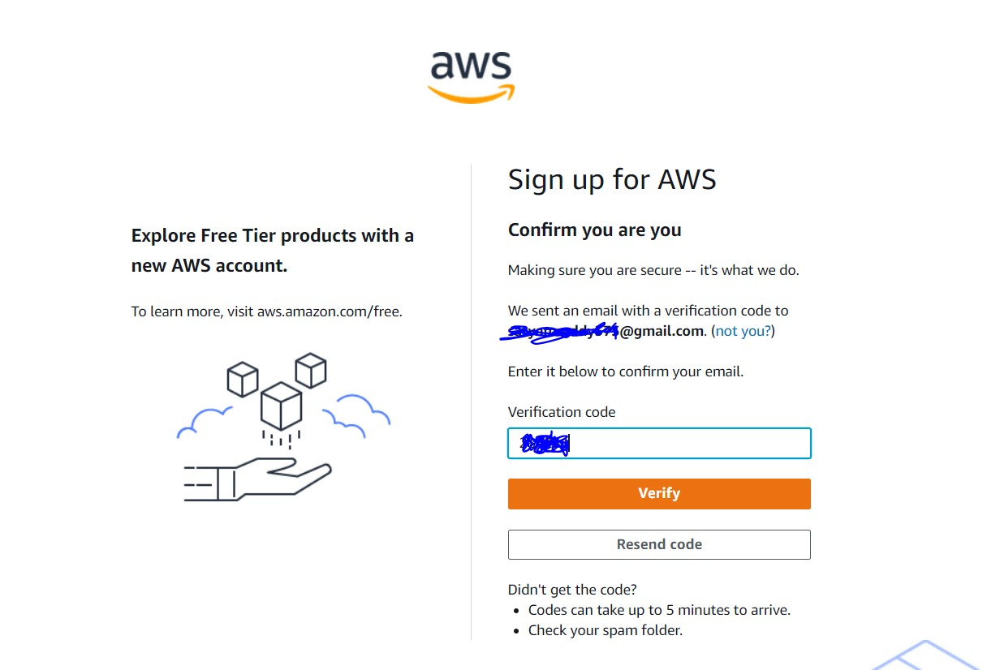 aws
Sign up for AWS
Explore Free Tier products with a
new AWS account.
To learn more, visit aws.amazon.com/free.
Confirm you are you
Making sure you are secure -- it's what we do.
We sent an email with a verification code to
@gmail.com. (not you?)
Enter it below to confirm your email.
Verification code
Verify
Resend code
Didn't get the code?
• Codes can take up to 5 minutes to arrive.
• Check your spam folder.